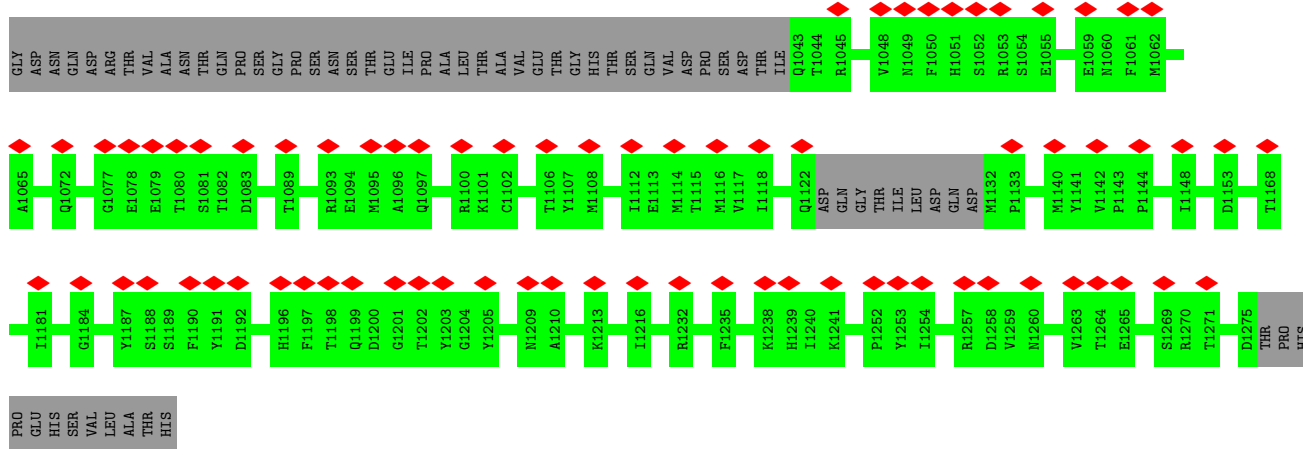 GLY ASP ASN GLN ASP ARG THR VAL ALA ASN THR GLN PRO SER GLY PRO SER ASN SER THR GLU ILE PRO ALA LEU THR ALA VAL GLU THR GLY HIS THR SER GLN VAL ASP PRO SER ASP THR ILE Q1043 T1044 R1045 V1048 N1049 F1050 H1051 S1052 R1053 S1054 E1055 E1059 N1060 F1061 M1062
A1065 Q1072 G1077 E1078 E1079 T1080 S1081 T1082 D1083 T1089 R1093 E1094 M1095 A1096 Q1097 R1100 K1101 C1102 T1106 Y1107 M1108 I1112 E1113 M1114 T1115 M1116 V1117 I1118 Q1122 ASP GLN GLY THR ILE LEU ASP GLN ASP M1132 P1133 M1140 Y1141 V1142 P1143 P1144 I1148 D1153 T1168
I1181 G1184 Y1187 S1188 S1189 F1190 Y1191 D1192 H1196 F1197 T1198 Q1199 D1200 G1201 T1202 Y1203 G1204 Y1205 N1209 A1210 K1213 I1216 R1232 F1235 K1238 H1239 I1240 K1241 P1252 Y1253 I1254 R1257 D1258 V1259 N1260 V1263 T1264 E1265 S1269 R1270 T1271 D1275 THR PRO HIS
PRO GLU HIS SER VAL LEU ALA THR HIS